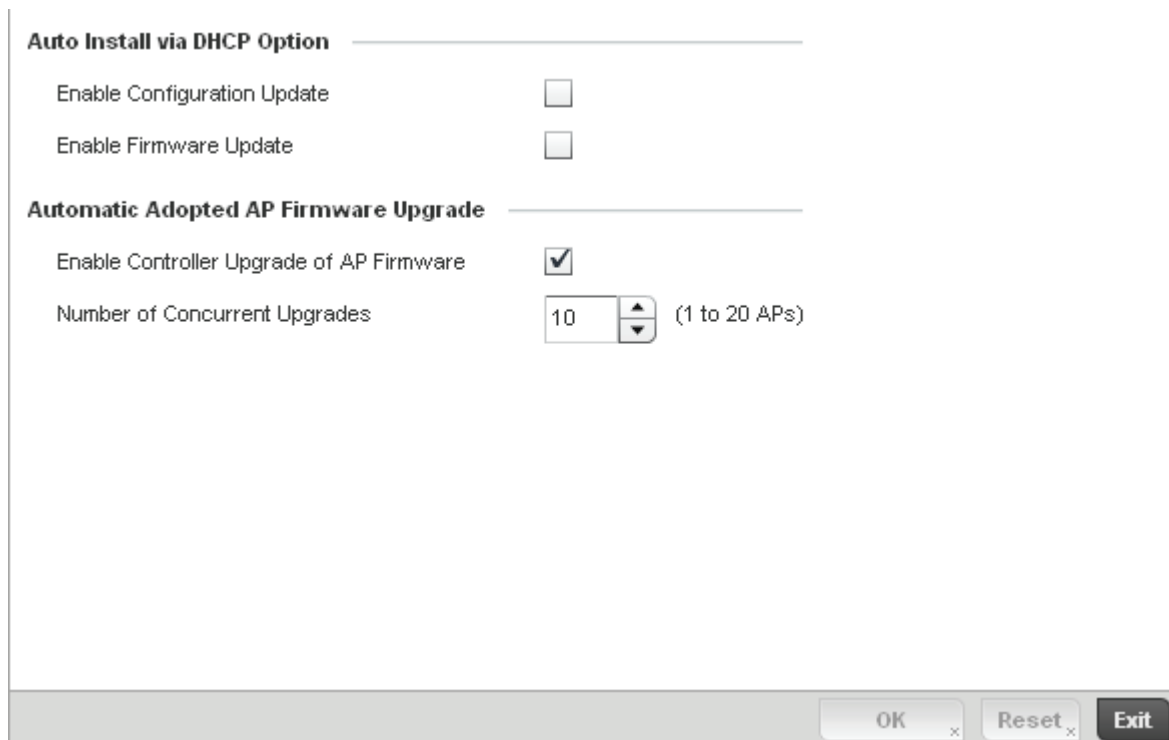 Auto Install via DHCP Option
Enable Configuration Update
Enable Firmware Update
Automatic Adopted AP Firmware Upgrade
Enable Controller Upgrade of AP Firmware
Number of Concurrent Upgrades 10 (1 to 20 APs)
OK Reset Exit